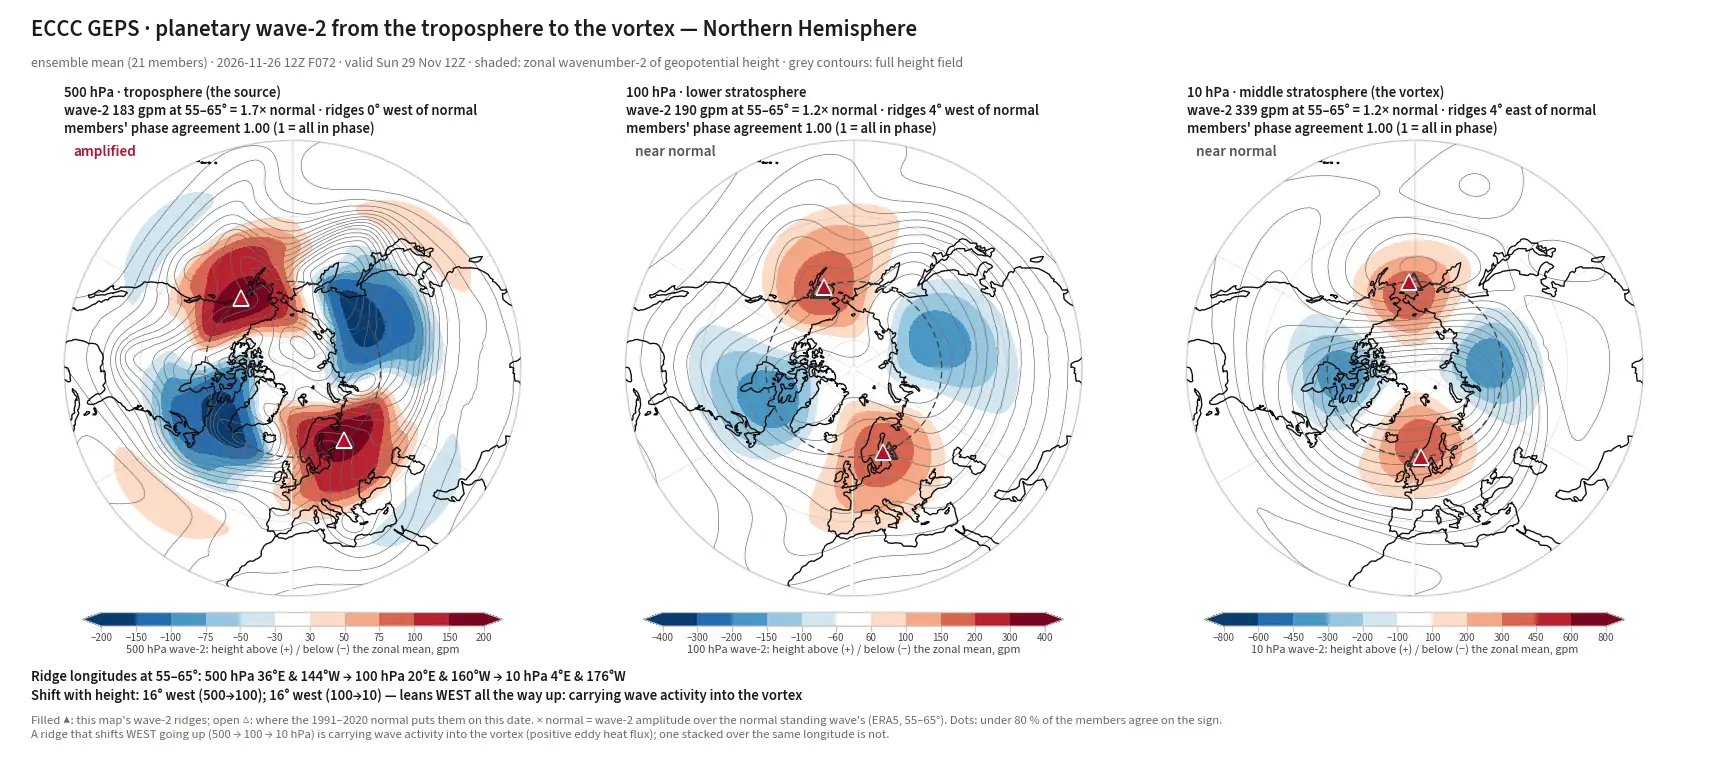 ECCC GEPS · planetary wave-2 from the troposphere to the vortex — Northern Hemisphere
ensemble mean (21 members) · 2026-11-26 12Z F072 · valid Sun 29 Nov 12Z · shaded: zonal wavenumber-2 of geopotential height · grey contours: full height field
500 hPa · troposphere (the source)
wave-2 183 gpm at 55–65° = 1.7× normal · ridges 0° west of normal
members' phase agreement 1.00 (1 = all in phase)
amplified
100 hPa · lower stratosphere
wave-2 190 gpm at 55–65° = 1.2× normal · ridges 4° west of normal
members' phase agreement 1.00 (1 = all in phase)
near normal
10 hPa · middle stratosphere (the vortex)
wave-2 339 gpm at 55–65° = 1.2× normal · ridges 4° east of normal
members' phase agreement 1.00 (1 = all in phase)
near normal
−200 −150 −100 −75 −50 −30 30 50 75 100 150 200
500 hPa wave-2: height above (+) / below (−) the zonal mean, gpm
−400 −300 −200 −150 −100 −60 60 100 150 200 300 400
100 hPa wave-2: height above (+) / below (−) the zonal mean, gpm
−800 −600 −450 −300 −200 −100 100 200 300 450 600 800
10 hPa wave-2: height above (+) / below (−) the zonal mean, gpm
Ridge longitudes at 55–65°: 500 hPa 36°E & 144°W → 100 hPa 20°E & 160°W → 10 hPa 4°E & 176°W
Shift with height: 16° west (500→100); 16° west (100→10) — leans WEST all the way up: carrying wave activity into the vortex
Filled ▲: this map's wave-2 ridges; open △: where the 1991–2020 normal puts them on this date. × normal = wave-2 amplitude over the normal standing wave's (ERA5, 55–65°). Dots: under 80 % of the members agree on the sign.
A ridge that shifts WEST going up (500 → 100 → 10 hPa) is carrying wave activity into the vortex (positive eddy heat flux); one stacked over the same longitude is not.